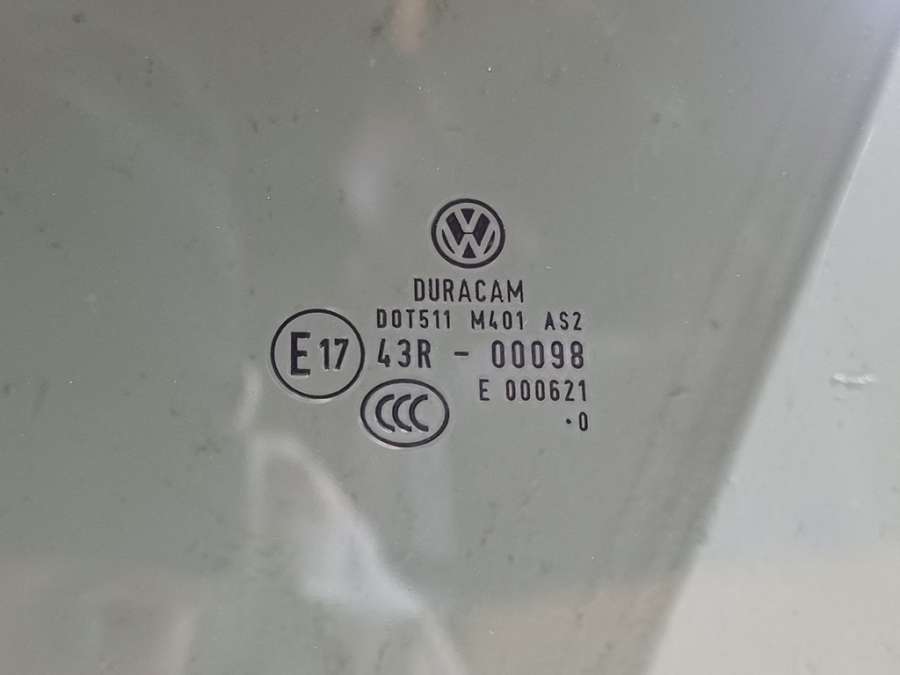 DURACAM
DOT511 M401 AS2
E17 43R - 00098
E 000621
CCC
·0